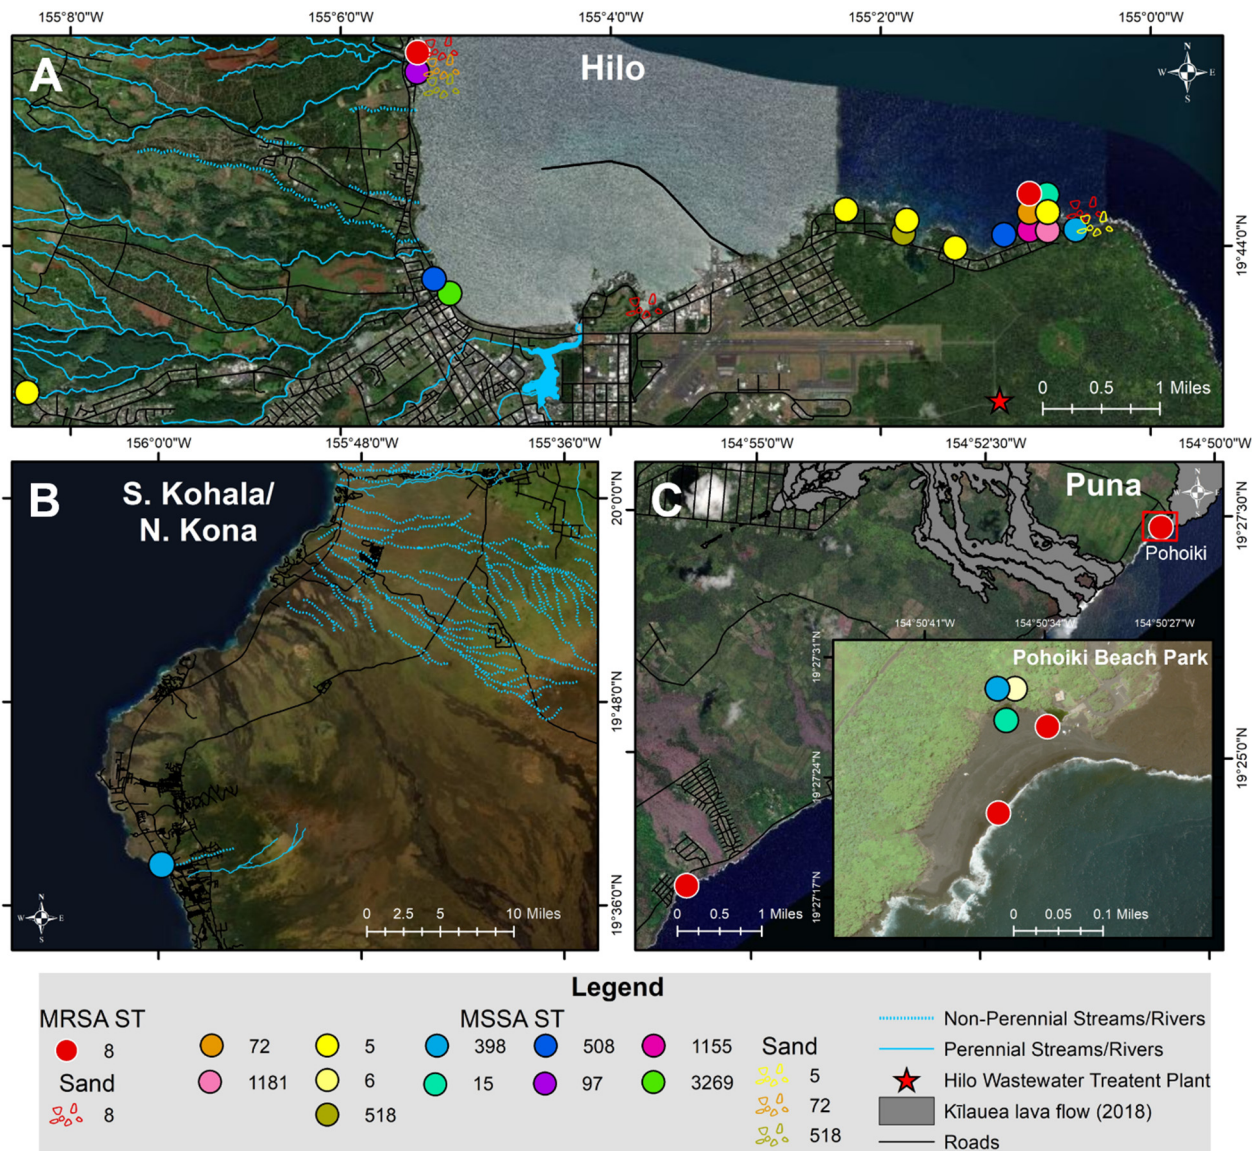 155°8'0"W 155°6'0"W 155°4'0"W 155°2'0"W 155°0'0"W
A
Hilo
N
W E
S
19°44'0"N
0 0.5 1 Miles
156°0'0"W 155°48'0"W 155°36'0"W 154°55'0"W 154°52'30"W 154°50'0"W
B
S. Kohala/
N. Kona
20°0'0"N
19°48'0"N
19°36'0"N
N
W E
S
0 2.5 5 10 Miles
C
Puna
N
S
19°27'30"N
Pohoiki
19°25'0"N
154°50'41"W 154°50'34"W 154°50'27"W
Pohoiki Beach Park
19°27'31"N
19°27'24"N
19°27'17"N
0 0.5 1 Miles
0 0.05 0.1 Miles
Legend
MRSA ST
8
Sand
8
MSSA ST
72 5 398 508 1155
1181 6 15 97 3269
518
Sand
5
72
518
Non-Perennial Streams/Rivers
Perennial Streams/Rivers
Hilo Wastewater Treatent Plant
Kīlauea lava flow (2018)
Roads